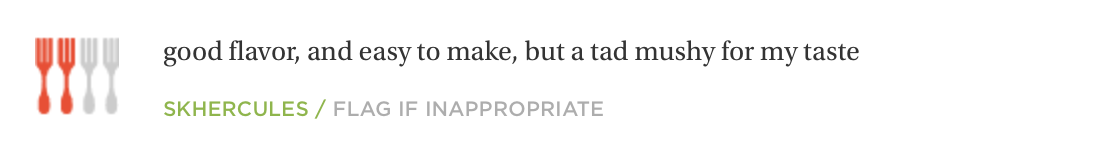 good flavor, and easy to make, but a tad mushy for my taste
SKHERCULES / FLAG IF INAPPROPRIATE